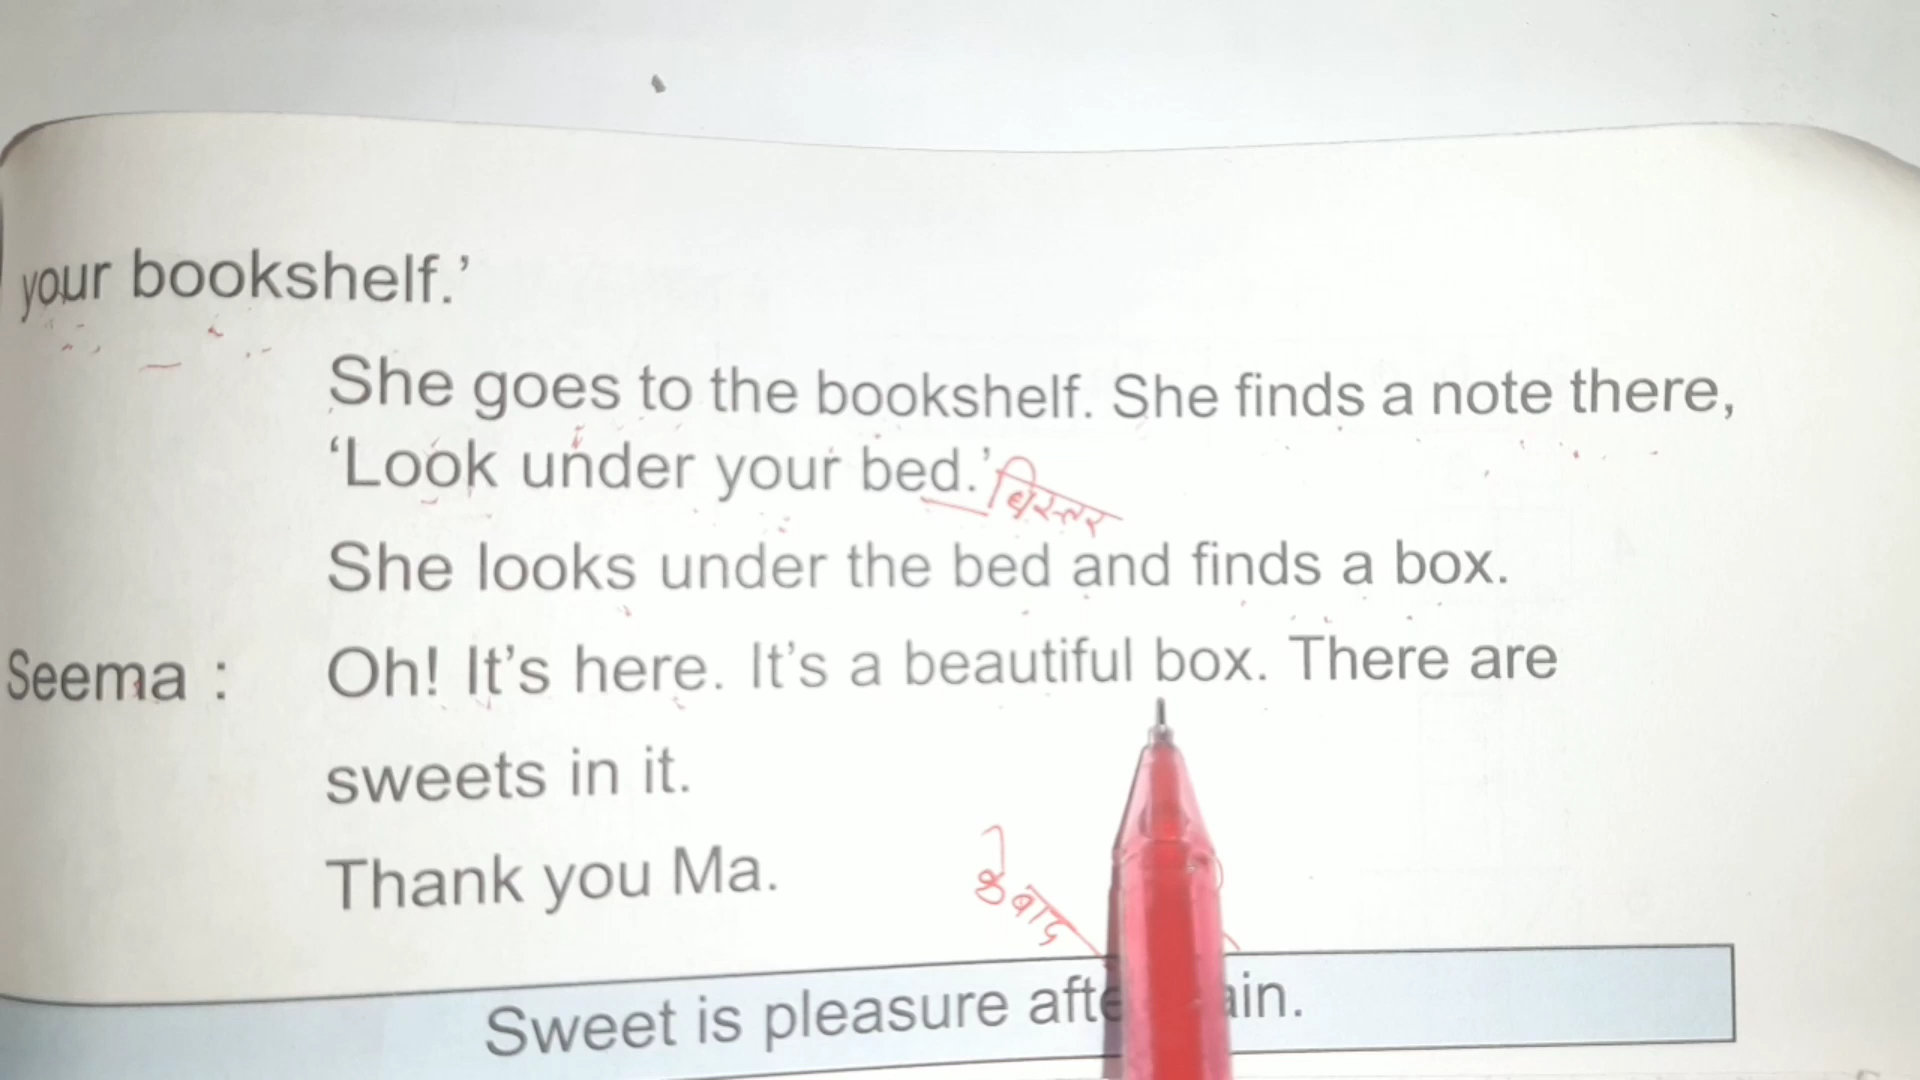 your bookshelf.’
She goes to the bookshelf. She finds a note there,
‘Look under your bed.’ बिस्तर
She looks under the bed and finds a box.
Seema : Oh! It’s here. It’s a beautiful box. There are
sweets in it.
Thank you Ma.
के बाद
Sweet is pleasure